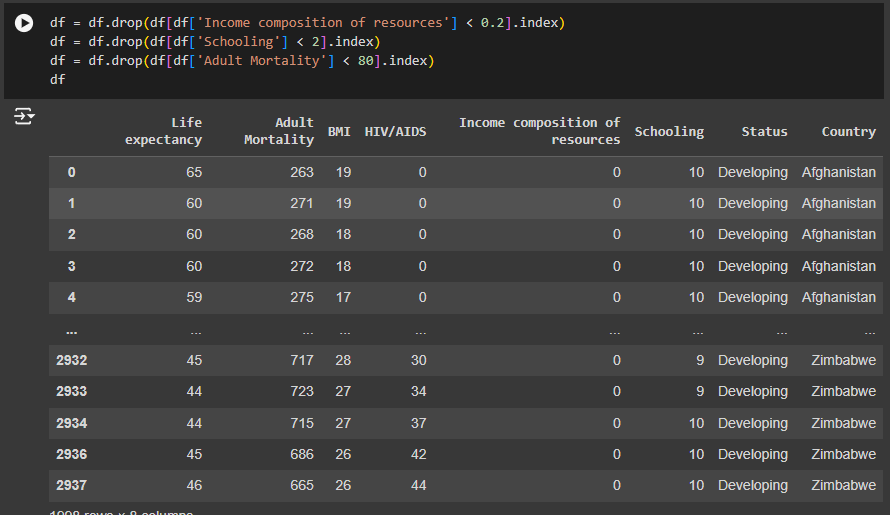 df = df.drop(df[df['Income composition of resources'] < 0.2].index)
df = df.drop(df[df['Schooling'] < 2].index)
df = df.drop(df[df['Adult Mortality'] < 80].index)
df
Life expectancy Adult Mortality BMI HIV/AIDS Income composition of resources Schooling Status Country
0 65 263 19 0 0 10 Developing Afghanistan
1 60 271 19 0 0 10 Developing Afghanistan
2 60 268 18 0 0 10 Developing Afghanistan
3 60 272 18 0 0 10 Developing Afghanistan
4 59 275 17 0 0 10 Developing Afghanistan
... ... ... ... ... ... ... ... ...
2932 45 717 28 30 0 9 Developing Zimbabwe
2933 44 723 27 34 0 9 Developing Zimbabwe
2934 44 715 27 37 0 10 Developing Zimbabwe
2936 45 686 26 42 0 10 Developing Zimbabwe
2937 46 665 26 44 0 10 Developing Zimbabwe
rows × 8 columns